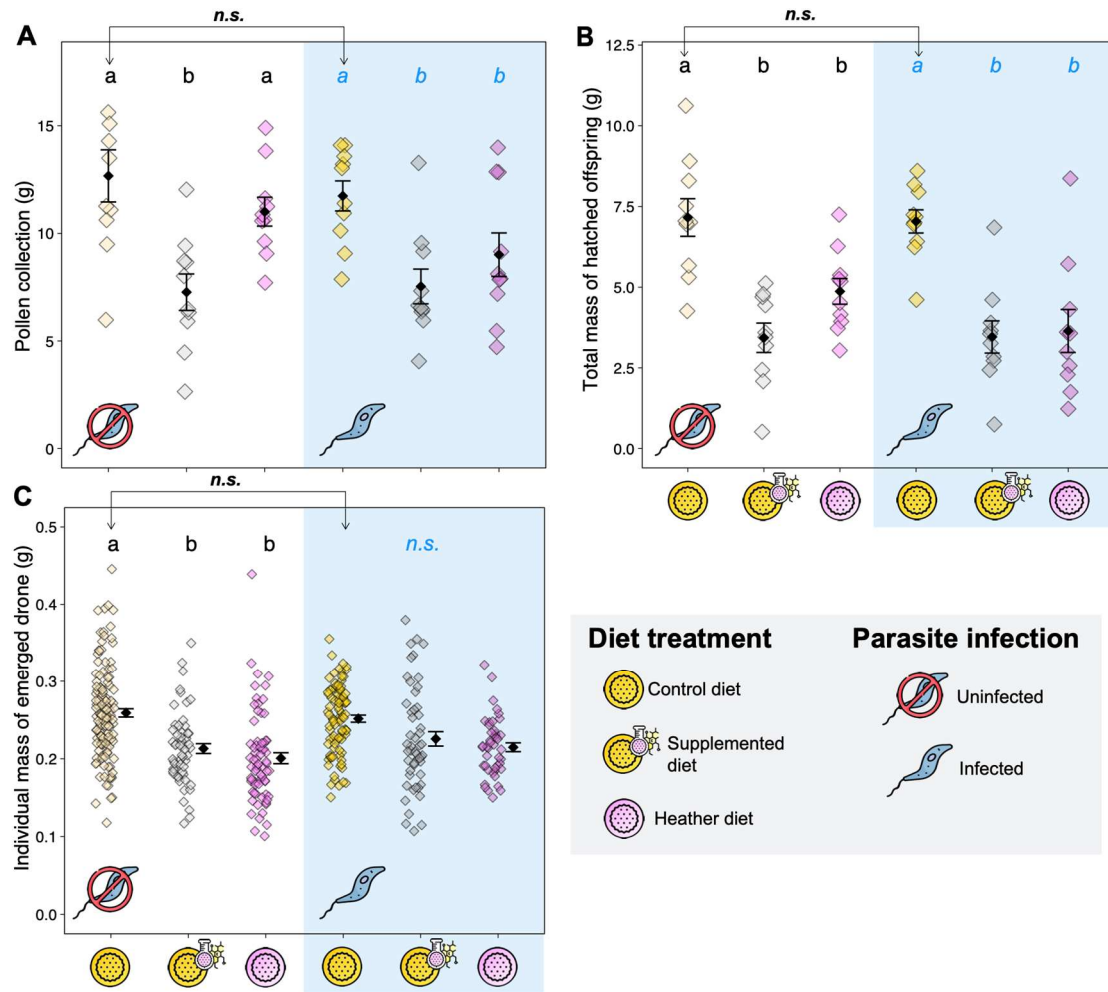 n.s.
A
a b a a b b
Pollen collection (g)
15
10
5
0
n.s.
B
a b b a b b
Total mass of hatched offspring (g)
12.5
10.0
7.5
5.0
2.5
0.0
n.s.
C
a b b n.s.
Individual mass of emerged drone (g)
0.5
0.4
0.3
0.2
0.1
0.0
Diet treatment
Control diet
Supplemented
diet
Heather diet
Parasite infection
Uninfected
Infected